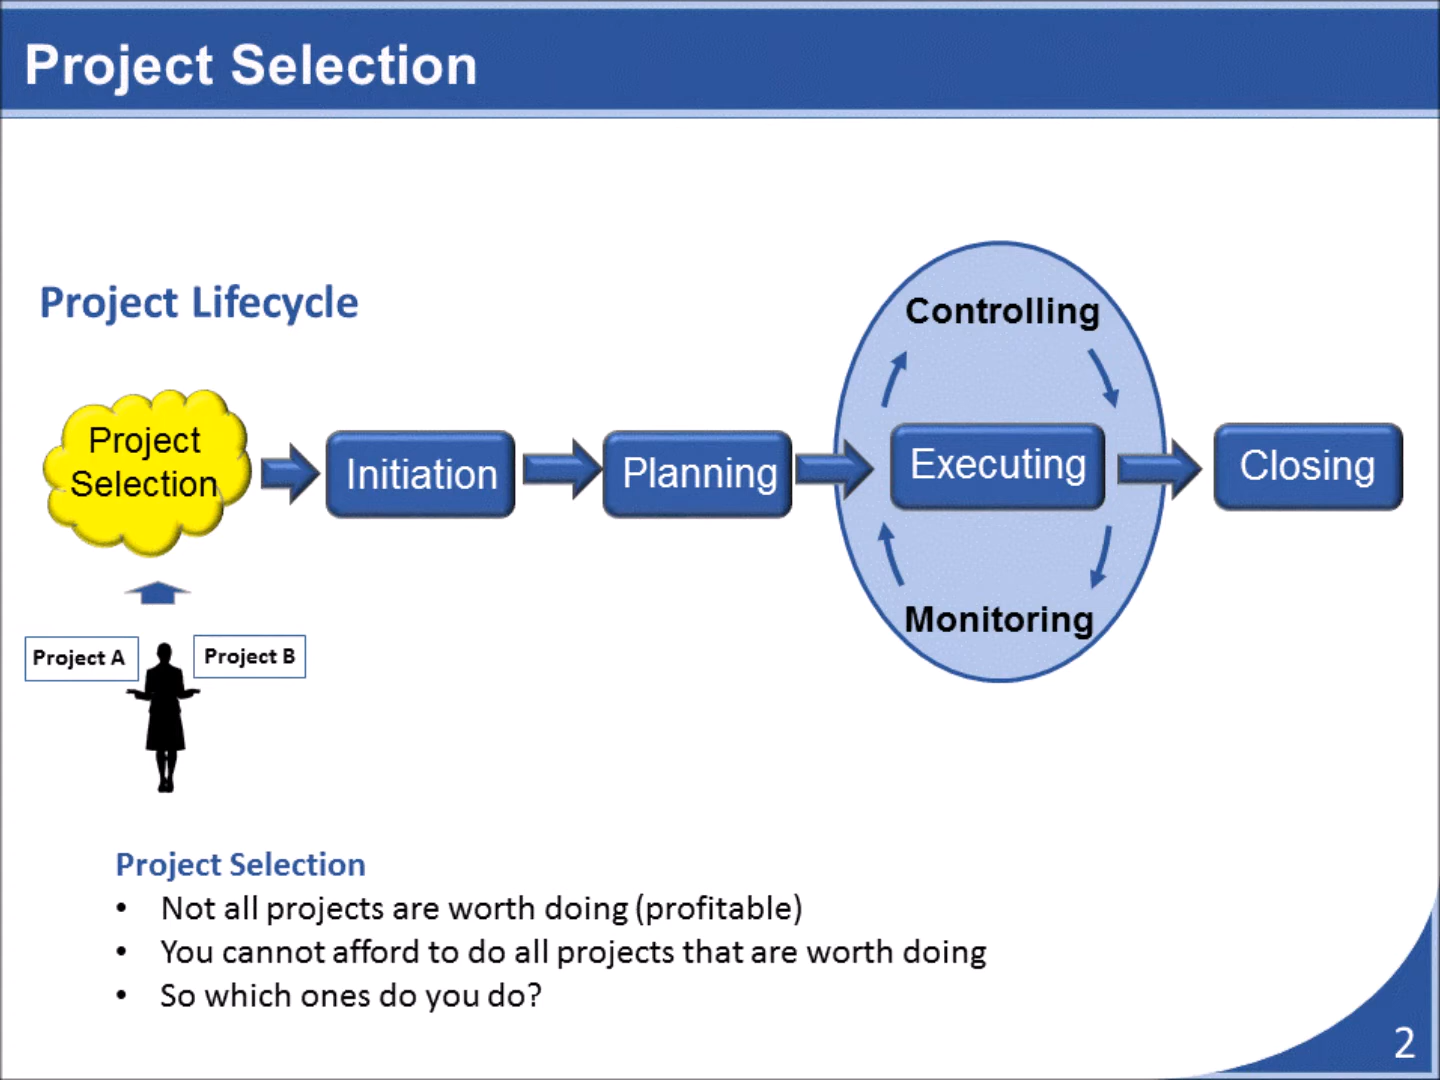 Project Selection
Project Lifecycle
Project
Selection
Initiation
Planning
Controlling
Executing
Monitoring
Closing
Project A
Project B
Project Selection
• Not all projects are worth doing (profitable)
• You cannot afford to do all projects that are worth doing
• So which ones do you do?
2